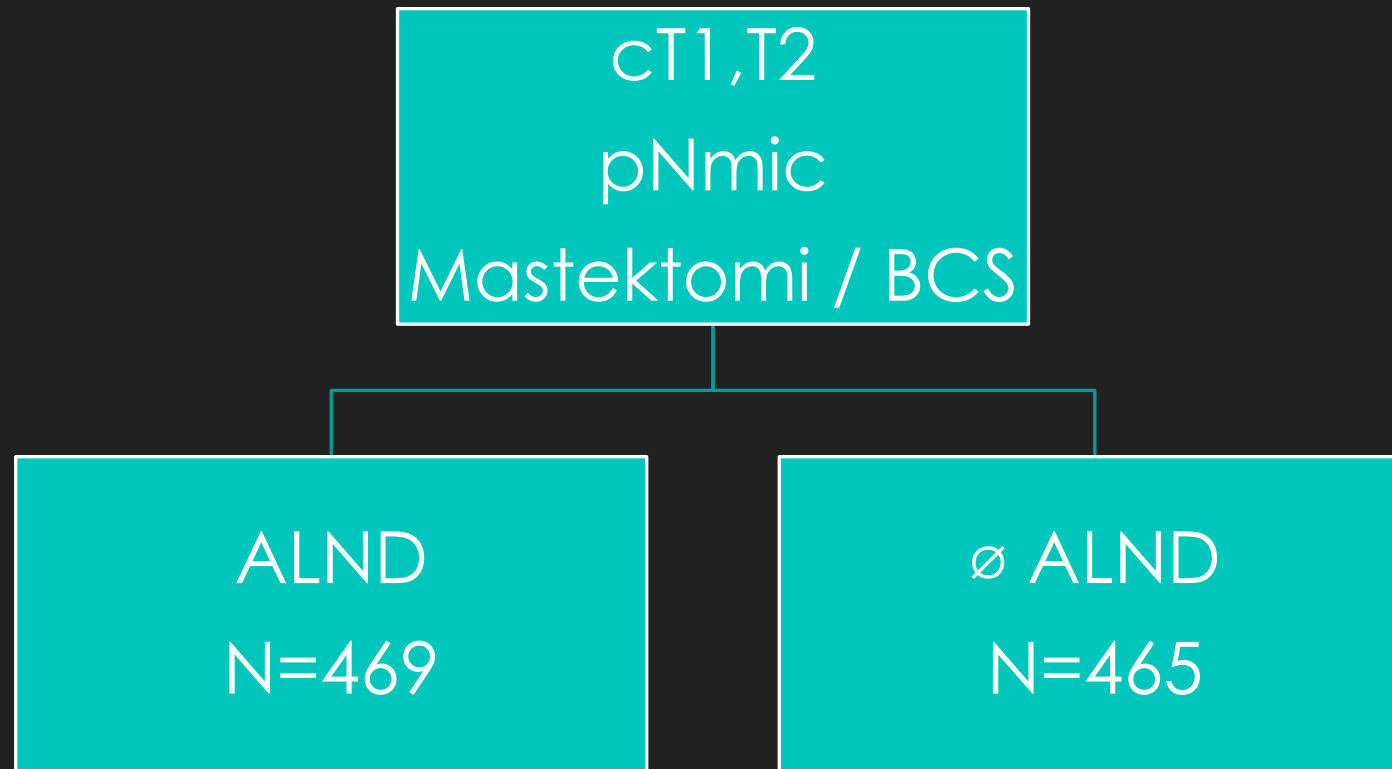 cT1,T2
pNmic
Mastektomi / BCS
ALND
N=469
ø ALND
N=465